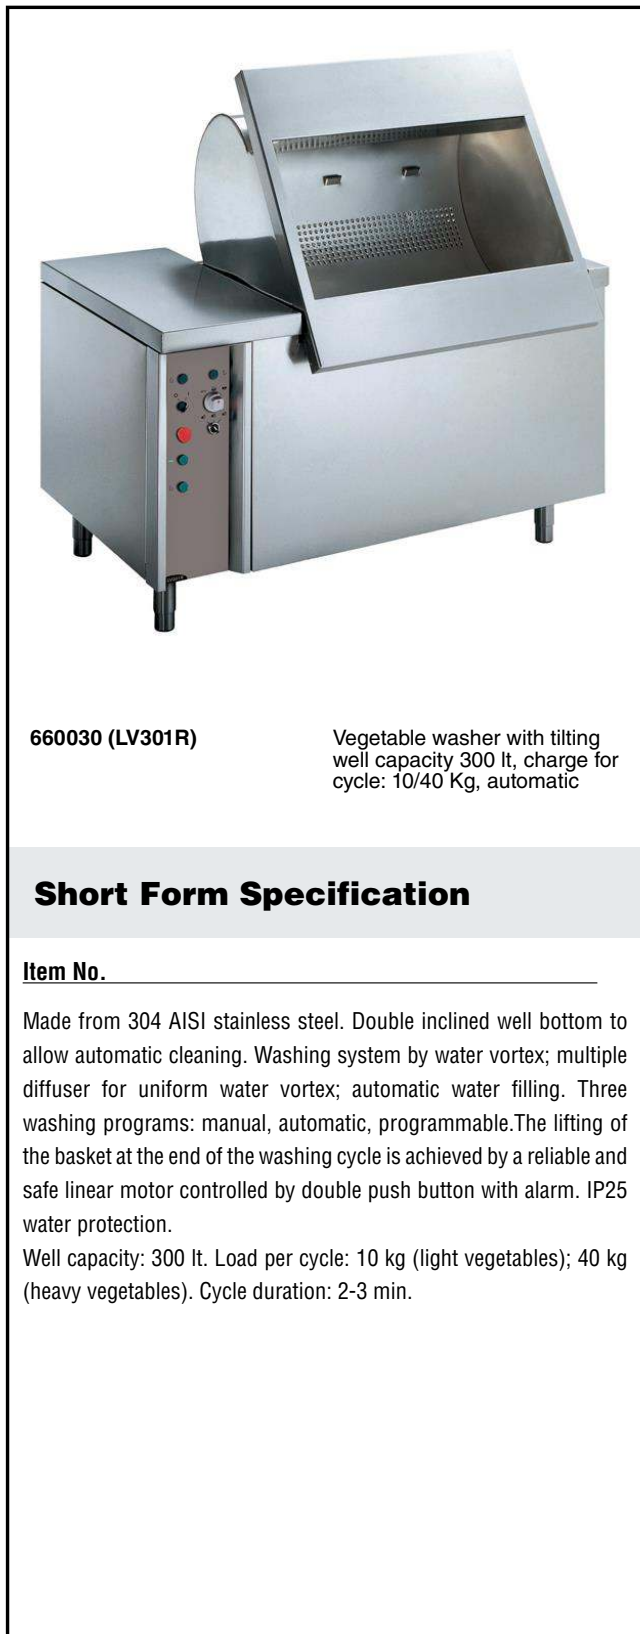 660030 (LV301R)
Vegetable washer with tilting
well capacity 300 lt, charge for
cycle: 10/40 Kg, automatic
Short Form Specification
Item No.
Made from 304 AISI stainless steel. Double inclined well bottom to
allow automatic cleaning. Washing system by water vortex; multiple
diffuser for uniform water vortex; automatic water filling. Three
washing programs: manual, automatic, programmable.The lifting of
the basket at the end of the washing cycle is achieved by a reliable and
safe linear motor controlled by double push button with alarm. IP25
water protection.
Well capacity: 300 lt. Load per cycle: 10 kg (light vegetables); 40 kg
(heavy vegetables). Cycle duration: 2-3 min.